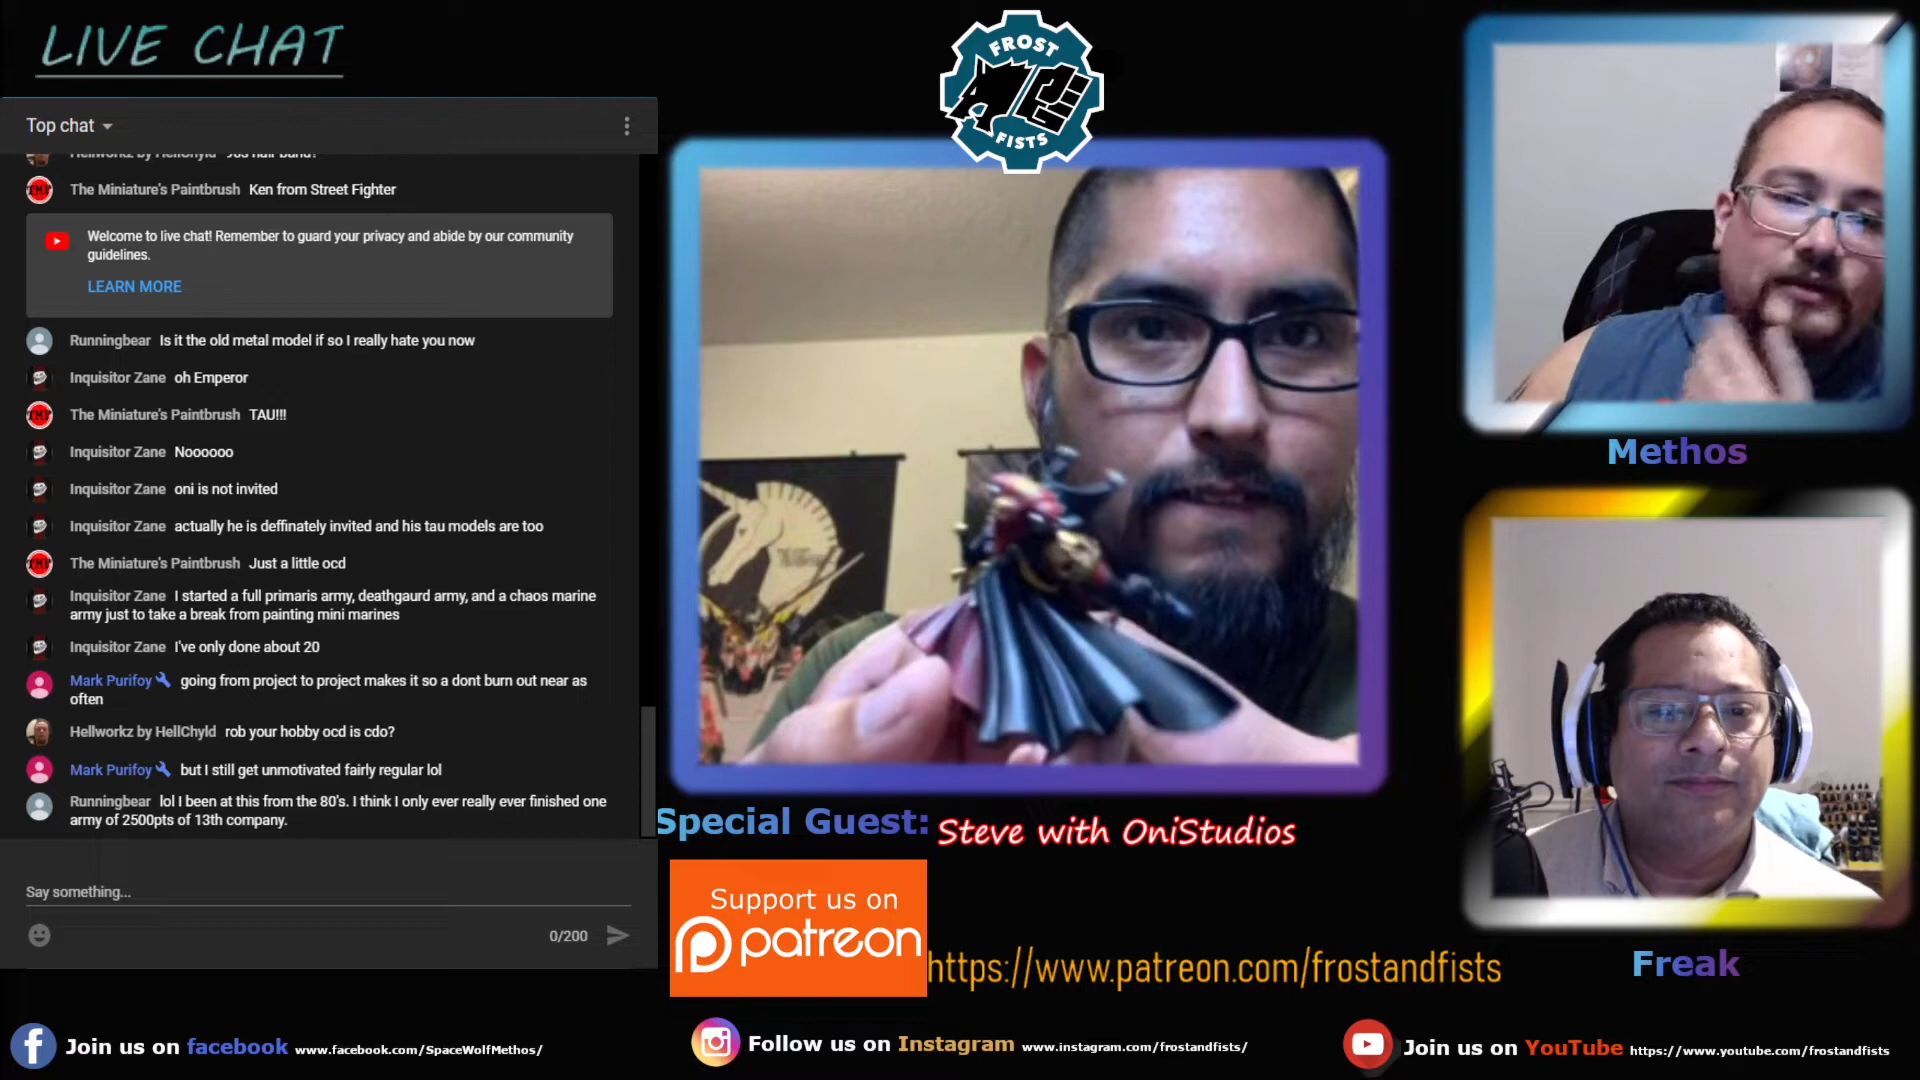 LIVE CHAT
FROST
FISTS
Top chat
Hellworkz by HellChyld 90s hair band?
The Miniature's Paintbrush Ken from Street Fighter
Welcome to live chat! Remember to guard your privacy and abide by our community
guidelines.
LEARN MORE
Runningbear Is it the old metal model if so I really hate you now
Inquisitor Zane oh Emperor
The Miniature's Paintbrush TAU!!!
Inquisitor Zane Noooooo
Inquisitor Zane oni is not invited
Inquisitor Zane actually he is deffinately invited and his tau models are too
The Miniature's Paintbrush Just a little ocd
Inquisitor Zane I started a full primaris army, deathgaurd army, and a chaos marine
army just to take a break from painting mini marines
Inquisitor Zane I've only done about 20
Mark Purifoy going from project to project makes it so a dont burn out near as
often
Hellworkz by HellChyld rob your hobby ocd is cdo?
Mark Purifoy but I still get unmotivated fairly regular lol
Runningbear lol I been at this from the 80's. I think I only ever really ever finished one
army of 2500pts of 13th company.
Say something...
0/200
Methos
Freak
Special Guest: Steve with OniStudios
Support us on
patreon
https://www.patreon.com/frostandfists
Join us on facebook www.facebook.com/SpaceWolfMethos/
Follow us on Instagram www.instagram.com/frostandfists/
Join us on YouTube https://www.youtube.com/frostandfists